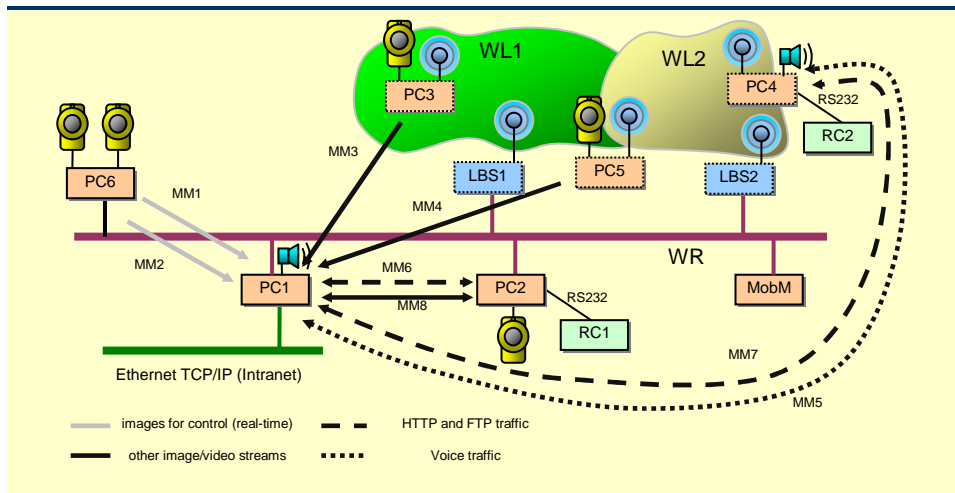 WL1
WL2
PC3
PC4
RS232
RC2
MM3
PC6
LBS1
PC5
LBS2
MM1
MM4
MM2
WR
MM6
PC1
PC2
MobM
MM8
RS232
RC1
MM7
Ethernet TCP/IP (Intranet)
MM5
images for control (real-time)
HTTP and FTP traffic
other image/video streams
Voice traffic